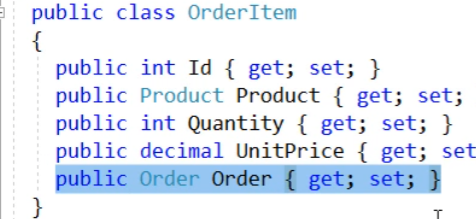 public class OrderItem
{
public int Id { get; set; }
public Product Product { get; set;
public int Quantity { get; set; }
public decimal UnitPrice { get; set
public Order Order { get; set; }
}